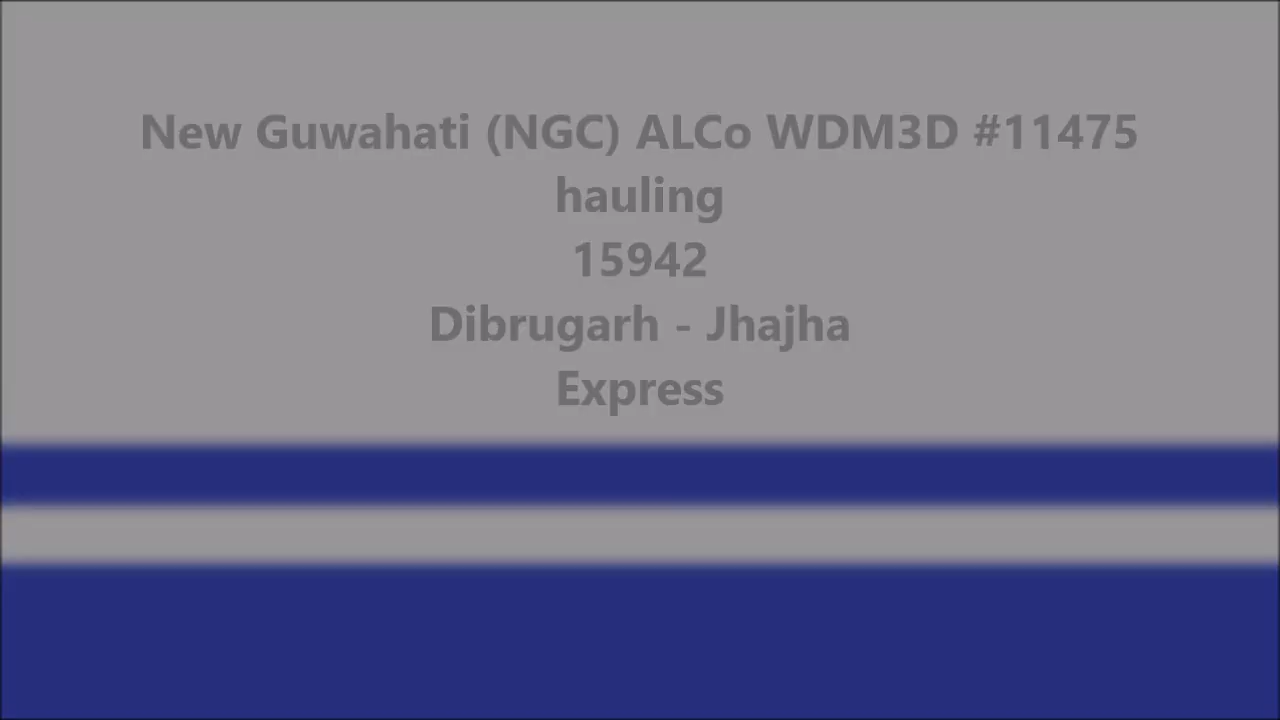 New Guwahati (NGC) ALCo WDM3D #11475
hauling
15942
Dibrugarh - Jhajha
Express